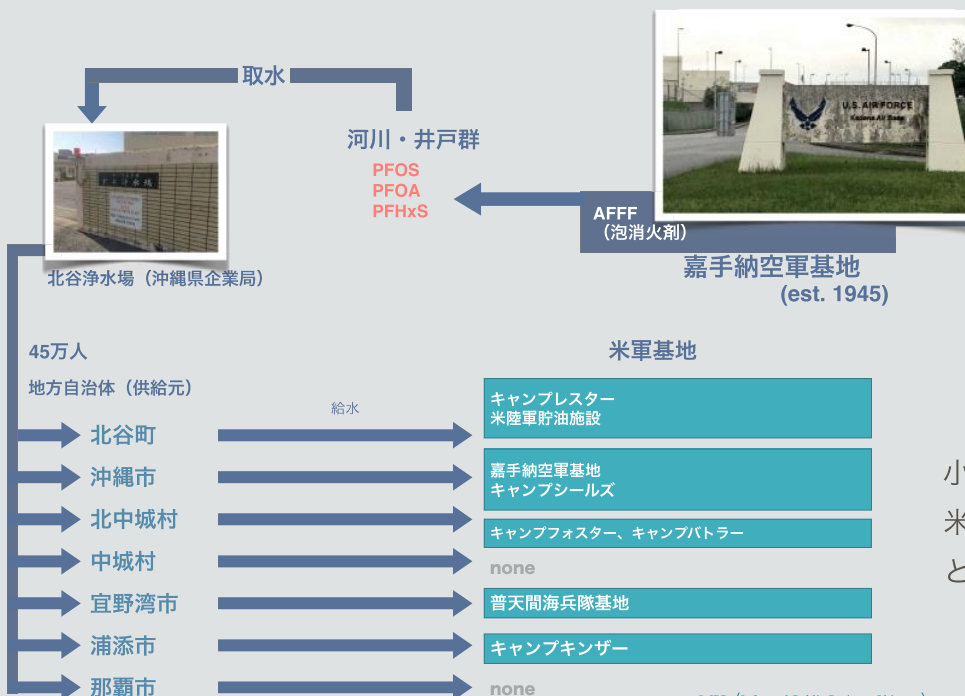 取水
河川・井戸群
PFOS
PFOA
PFHxS
U.S. AIR FORCE
Kadena Air Base
AFFF
（泡消火剤）
嘉手納空軍基地
(est. 1945)
北谷浄水場（沖縄県企業局）
45万人
地方自治体（供給元）
米軍基地
給水
北谷町
キャンプレスター
米陸軍貯油施設
沖縄市
嘉手納空軍基地
キャンプシールズ
北中城村
キャンプフォスター、キャンプバトラー
中城村
none
宜野湾市
普天間海兵隊基地
浦添市
キャンプキンザー
那覇市
none
小
米
と